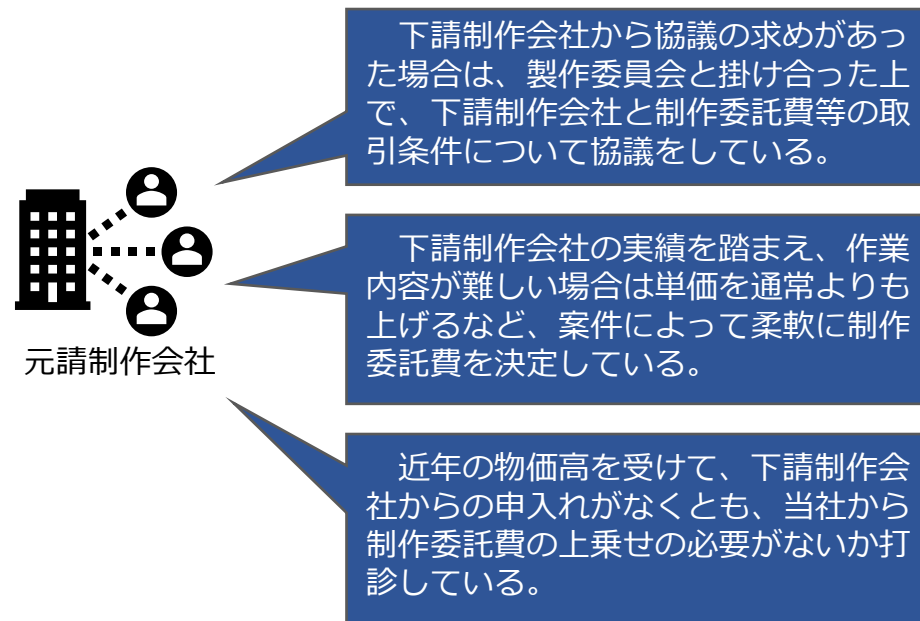 下請制作会社から協議の求めがあっ
た場合は、製作委員会と掛け合った上
で、下請制作会社と制作委託費等の取
引条件について協議をしている。
　下請制作会社の実績を踏まえ、作業
内容が難しい場合は単価を通常よりも
上げるなど、案件によって柔軟に制作
委託費を決定している。
元請制作会社
　近年の物価高を受けて、下請制作会
社からの申入れがなくとも、当社から
制作委託費の上乗せの必要がないか打
診している。